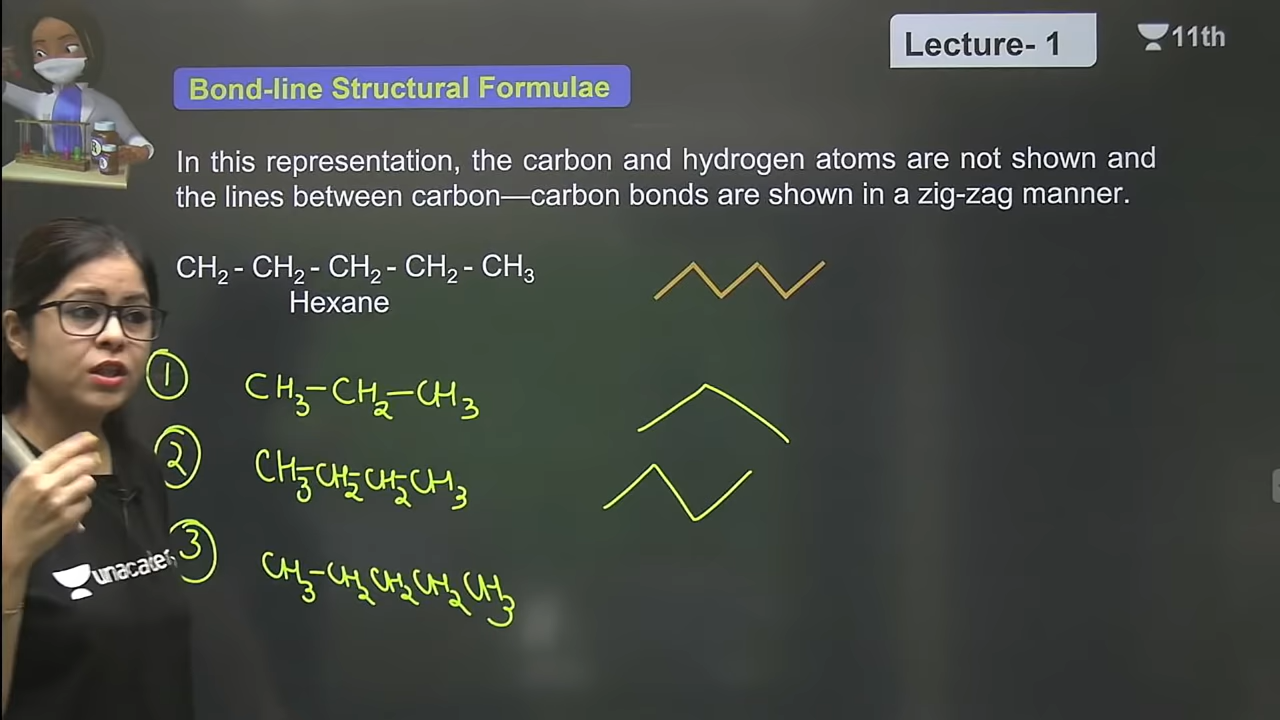 Lecture- 1
11th
Bond-line Structural Formulae
In this representation, the carbon and hydrogen atoms are not shown and
the lines between carbon—carbon bonds are shown in a zig-zag manner.
CH₂ - CH₂ - CH₂ - CH₂ - CH₃
Hexane
① CH₃-CH₂-CH₃
② CH₃-CH₂-CH₂-CH₃
③ CH₃-CH₂CH₂CH₂CH₃